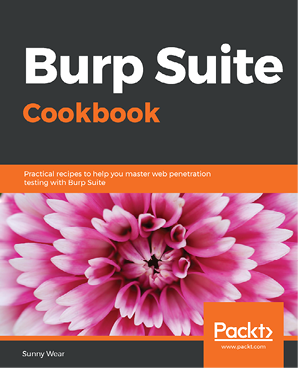 Burp Suite
Cookbook
Practical recipes to help you master web penetration
testing with Burp Suite
Packt>
www.packt.com
Sunny Wear